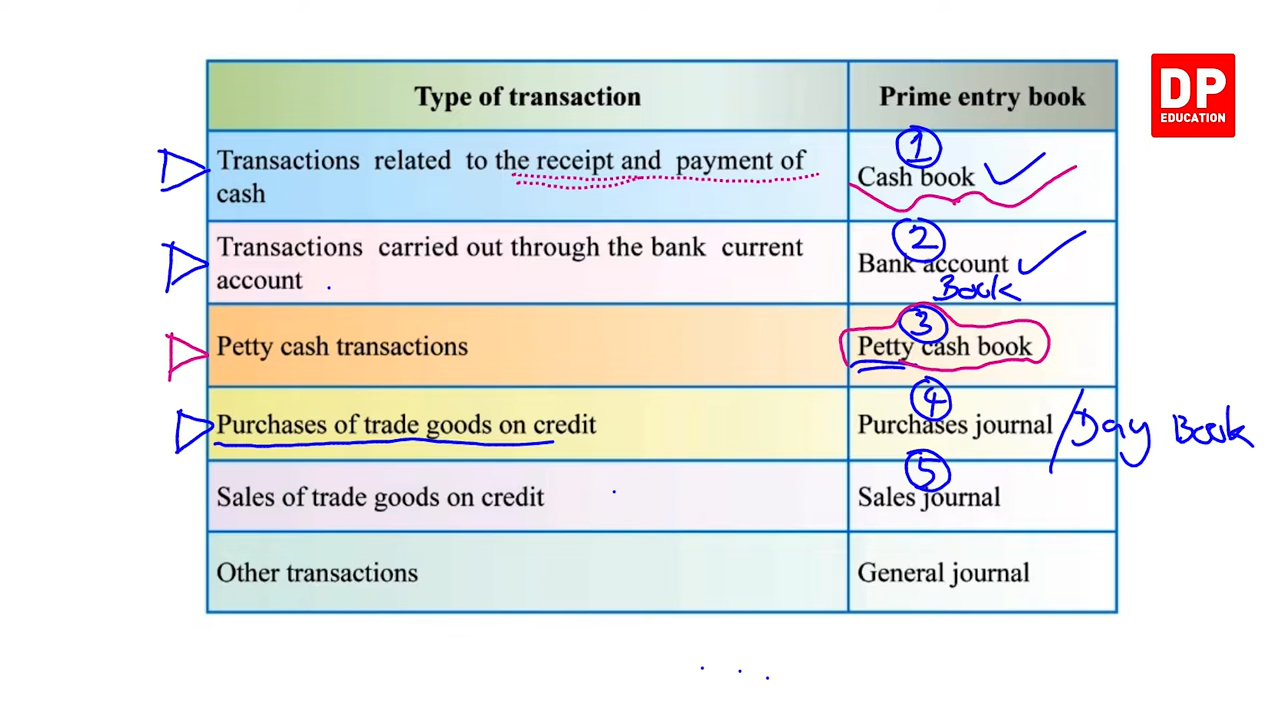 DP
EDUCATION
Type of transaction
Prime entry book
Transactions related to the receipt and payment of
cash
1
Cash book
Transactions carried out through the bank current
account
2
Bank account
Book
Petty cash transactions
3
Petty cash book
Purchases of trade goods on credit
4
Purchases journal / Day Book
Sales of trade goods on credit
5
Sales journal
Other transactions
General journal